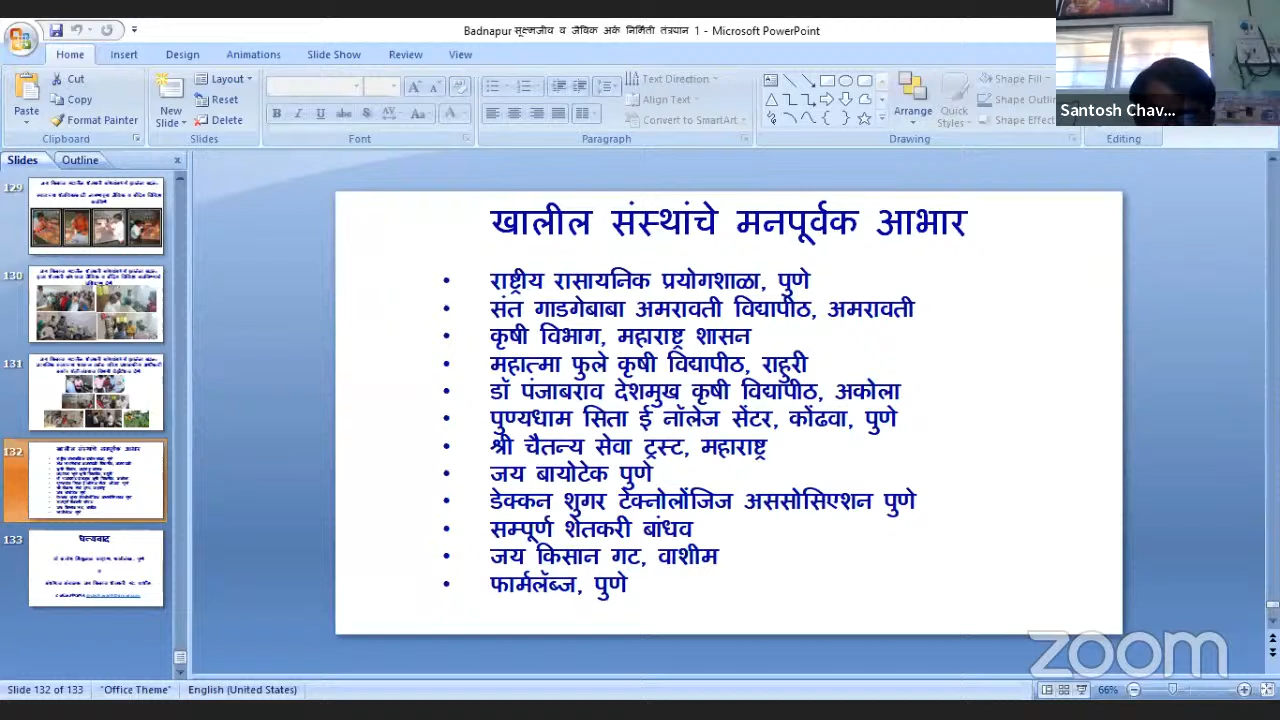 Badnapur सूक्ष्मजीव व जैविक अर्क निर्मिती तंत्रज्ञान 1 - Microsoft PowerPoint
Home Insert Design Animations Slide Show Review View
Cut
Copy
Format Painter
Paste
Clipboard
New Slide
Layout
Reset
Delete
Slides
B I U abc S AV Aa A
Font
Text Direction
Align Text
Convert to SmartArt
Paragraph
Arrange
Quick Styles
Shape Fill
Drawing
Editing
Santosh Chav...
Slides Outline
129
130
131
132
133
धन्यवाद
खालील संस्थांचे मनपूर्वक आभार
• राष्ट्रीय रासायनिक प्रयोगशाळा, पुणे
• संत गाडगेबाबा अमरावती विद्यापीठ, अमरावती
• कृषी विभाग, महाराष्ट्र शासन
• महात्मा फुले कृषी विद्यापीठ, राहुरी
• डॉ पंजाबराव देशमुख कृषी विद्यापीठ, अकोला
• पुण्यधाम सिता ई नॉलेज सेंटर, कोंढवा, पुणे
• श्री चैतन्य सेवा ट्रस्ट, महाराष्ट्र
• जय बायोटेक पुणे
• डेक्कन शुगर टेक्नोलोंजिज अससोसिएशन पुणे
• सम्पूर्ण शेतकरी बांधव
• जय किसान गट, वाशीम
• फार्मलॅब्ज, पुणे
zoom
Slide 132 of 133 "Office Theme" English (United States) 66%